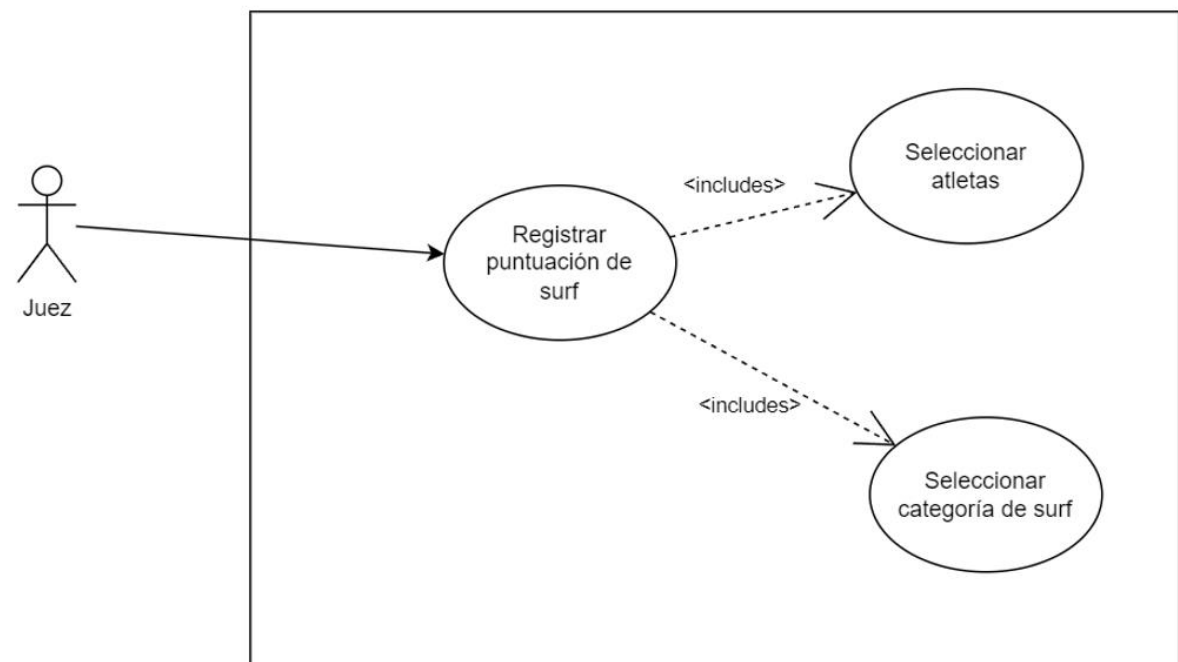 Seleccionar
atletas
<includes>
Registrar
puntuación de
surf
Juez
<includes>
Seleccionar
categoría de surf